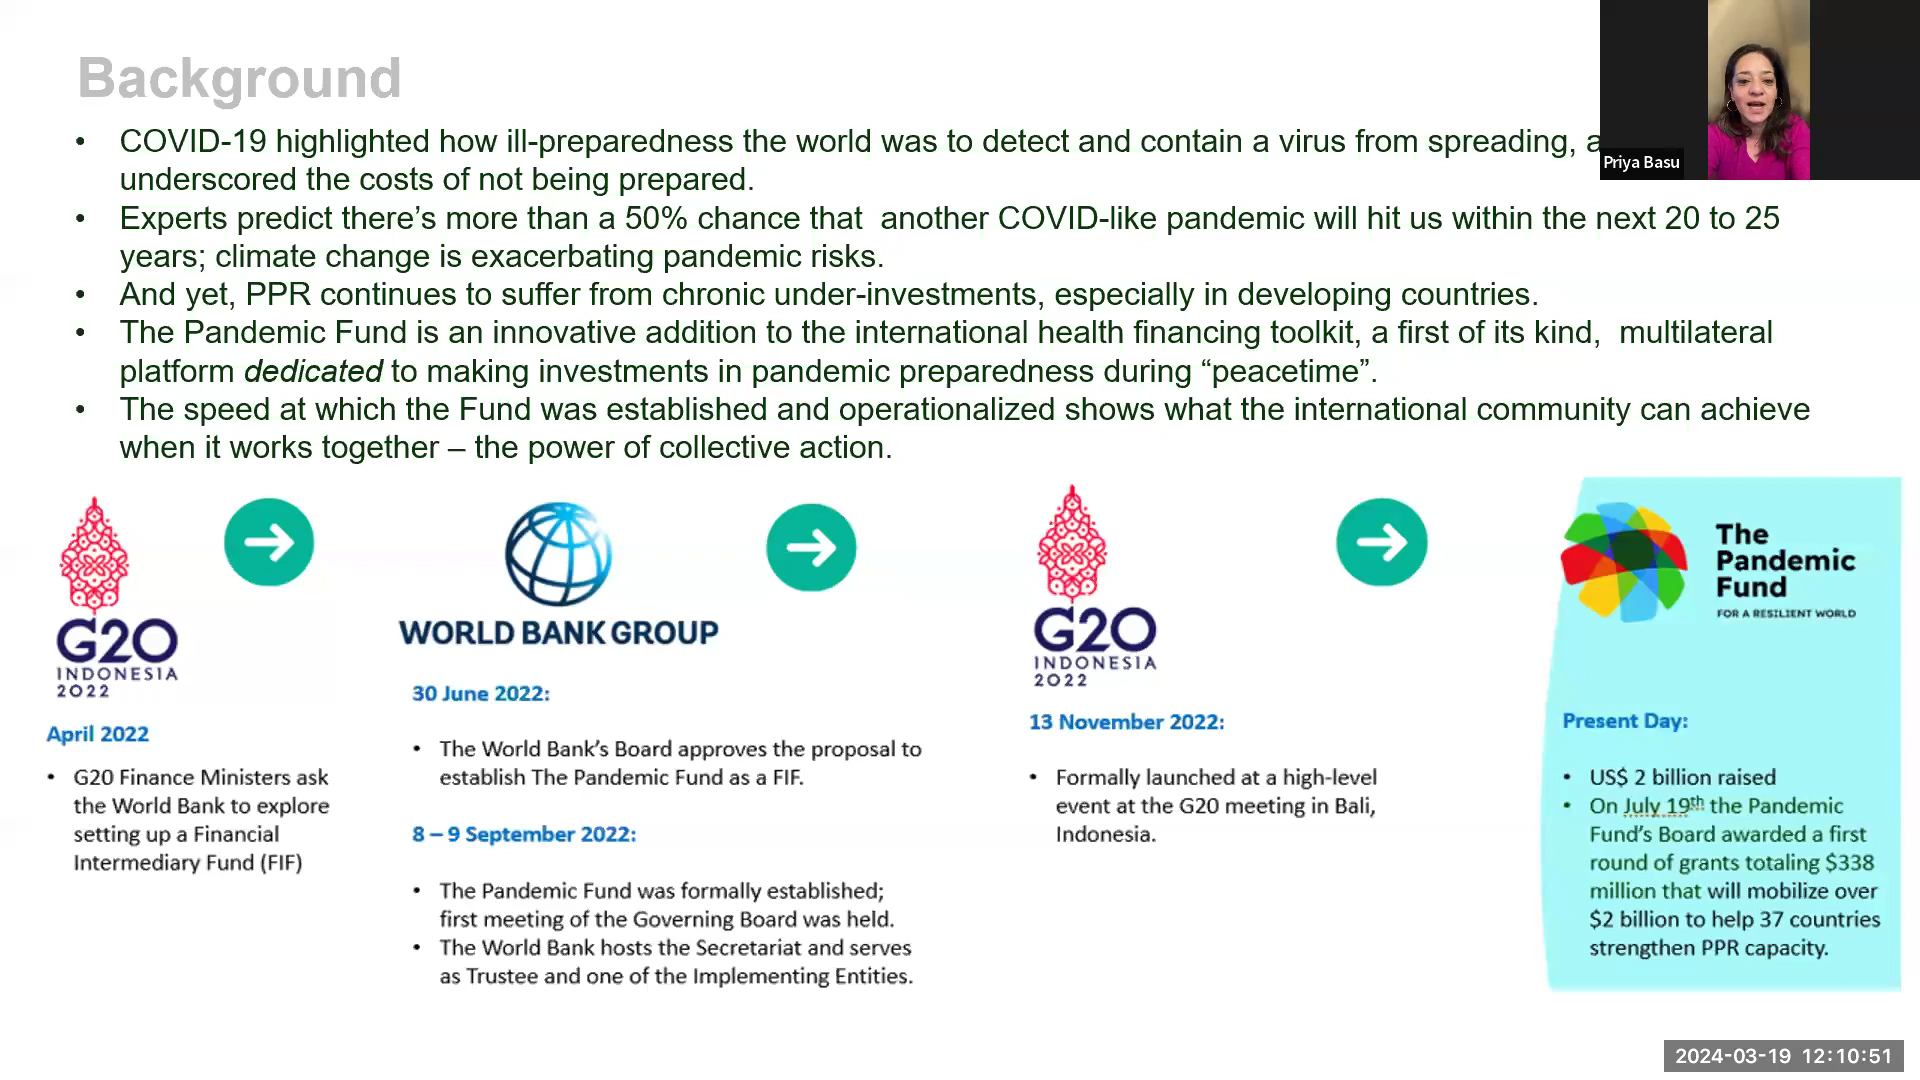 Background
• COVID-19 highlighted how ill-preparedness the world was to detect and contain a virus from spreading,
underscored the costs of not being prepared.
• Experts predict there’s more than a 50% chance that another COVID-like pandemic will hit us within the next 20 to 25
years; climate change is exacerbating pandemic risks.
• And yet, PPR continues to suffer from chronic under-investments, especially in developing countries.
• The Pandemic Fund is an innovative addition to the international health financing toolkit, a first of its kind, multilateral
platform dedicated to making investments in pandemic preparedness during “peacetime”.
• The speed at which the Fund was established and operationalized shows what the international community can achieve
when it works together – the power of collective action.
Priya Basu
G20
INDONESIA
2022
April 2022
• G20 Finance Ministers ask
the World Bank to explore
setting up a Financial
Intermediary Fund (FIF)
WORLD BANK GROUP
30 June 2022:
• The World Bank’s Board approves the proposal to
establish The Pandemic Fund as a FIF.
8 – 9 September 2022:
• The Pandemic Fund was formally established;
first meeting of the Governing Board was held.
• The World Bank hosts the Secretariat and serves
as Trustee and one of the Implementing Entities.
G20
INDONESIA
2022
13 November 2022:
• Formally launched at a high-level
event at the G20 meeting in Bali,
Indonesia.
The
Pandemic
Fund
FOR A RESILIENT WORLD
Present Day:
• US$ 2 billion raised
• On July 19th the Pandemic
Fund’s Board awarded a first
round of grants totaling $338
million that will mobilize over
$2 billion to help 37 countries
strengthen PPR capacity.
2024-03-19 12:10:51